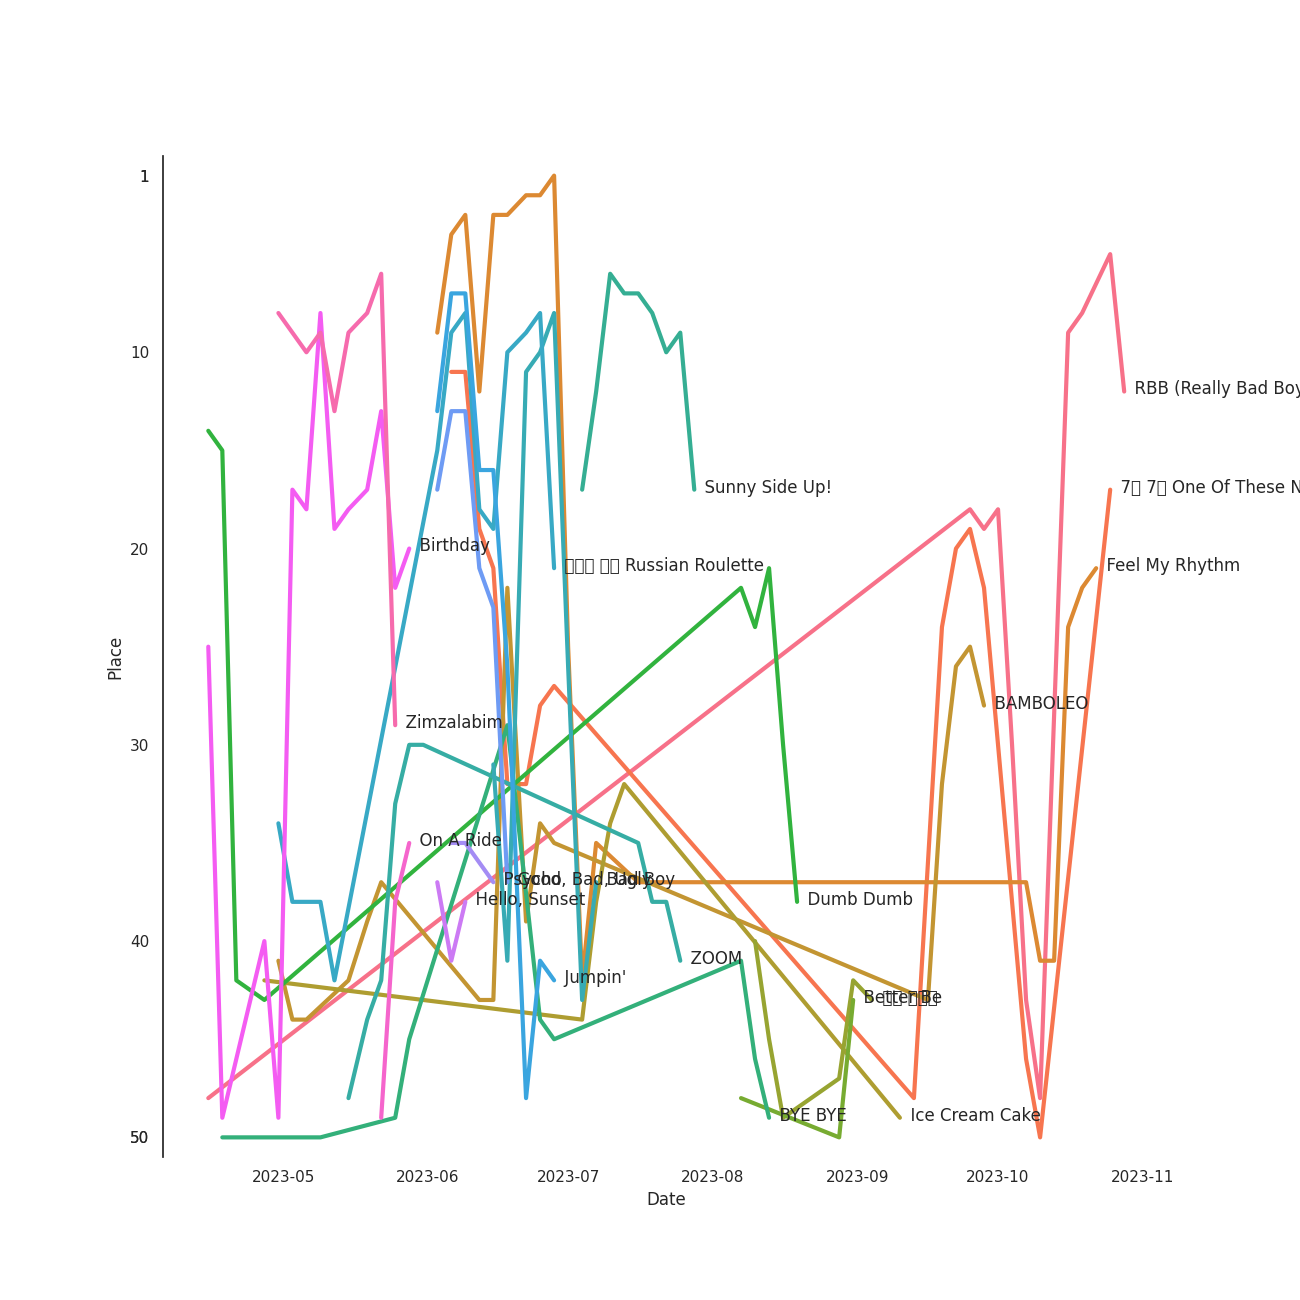 1
10
20
30
40
50
Place
RBB (Really Bad Boy
Sunny Side Up!
One Of These N
Birthday
Russian Roulette
Feel My Rhythm
BAMBOLEO
Zimzalabim
On A Ride
Psycho
Good, Bad, Ugly
Bad Boy
Hello, Sunset
Dumb Dumb
ZOOM
Jumpin'
Better Be
BYE BYE
Ice Cream Cake
2023-05
2023-06
2023-07
2023-08
2023-09
2023-10
2023-11
Date